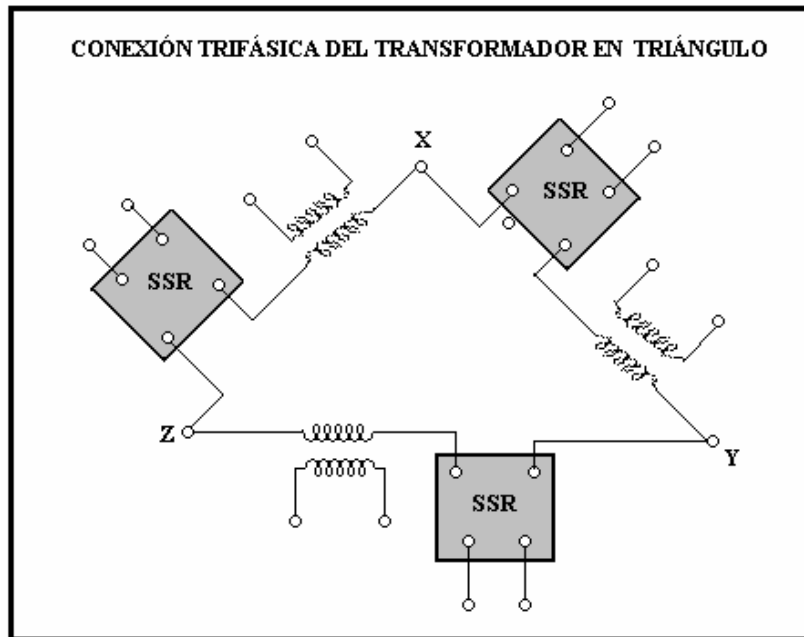 CONEXIÓN TRIFÁSICA DEL TRANSFORMADOR EN TRIÁNGULO
X
SSR
SSR
Z
Y
SSR